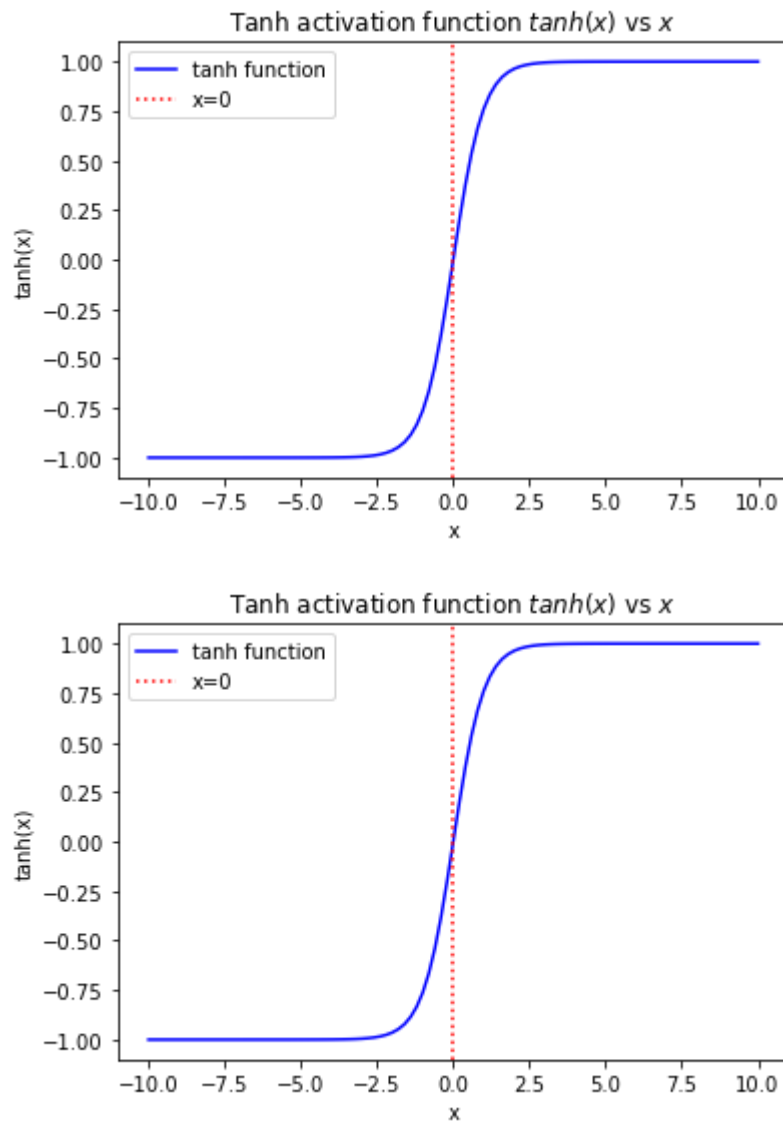 Tanh activation function tanh(x) vs x
tanh function
x=0
1.00
0.75
0.50
0.25
0.00
−0.25
−0.50
−0.75
−1.00
tanh(x)
−10.0 −7.5 −5.0 −2.5 0.0 2.5 5.0 7.5 10.0
x
Tanh activation function tanh(x) vs x
tanh function
x=0
1.00
0.75
0.50
0.25
0.00
−0.25
−0.50
−0.75
−1.00
tanh(x)
−10.0 −7.5 −5.0 −2.5 0.0 2.5 5.0 7.5 10.0
x